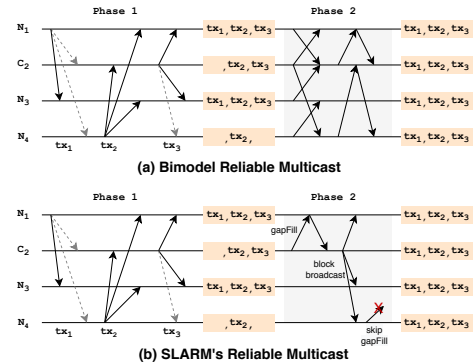 Phase 1 Phase 2
N1 tx1,tx2,tx3 tx1,tx2,tx3
C2 ,tx2,tx3 tx1,tx2,tx3
N3 tx1,tx2,tx3 tx1,tx2,tx3
N4 ,tx2, tx1,tx2,tx3
tx1 tx2 tx3
(a) Bimodel Reliable Multicast
Phase 1 Phase 2
N1 tx1,tx2,tx3 tx1,tx2,tx3
gapFill
C2 ,tx2,tx3 tx1,tx2,tx3
block
broadcast
N3 tx1,tx2,tx3 tx1,tx2,tx3
N4 ,tx2, tx1,tx2,tx3
tx1 tx2 tx3 skip
gapFill
(b) SLARM's Reliable Multicast